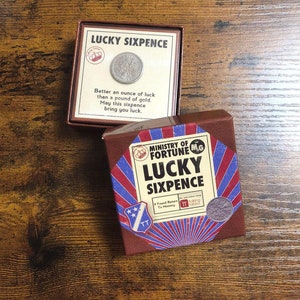 LUCKY SIXPENCE
Better an ounce of luck
than a pound of gold.
May this sixpence
bring you luck.
MINISTRY OF
FORTUNE
LUCKY
SIXPENCE